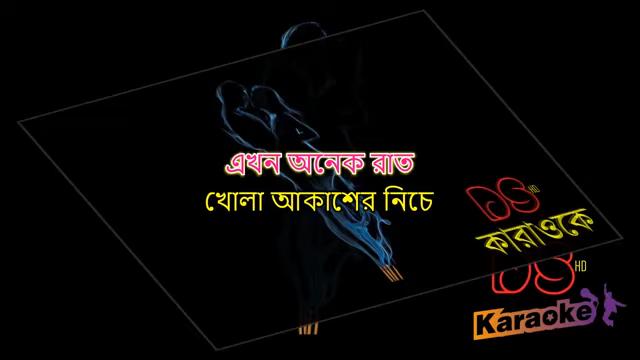 এখন অনেক রাত
খোলা আকাশের নিচে
DS HD
কারাওকে
DS HD
Karaoke